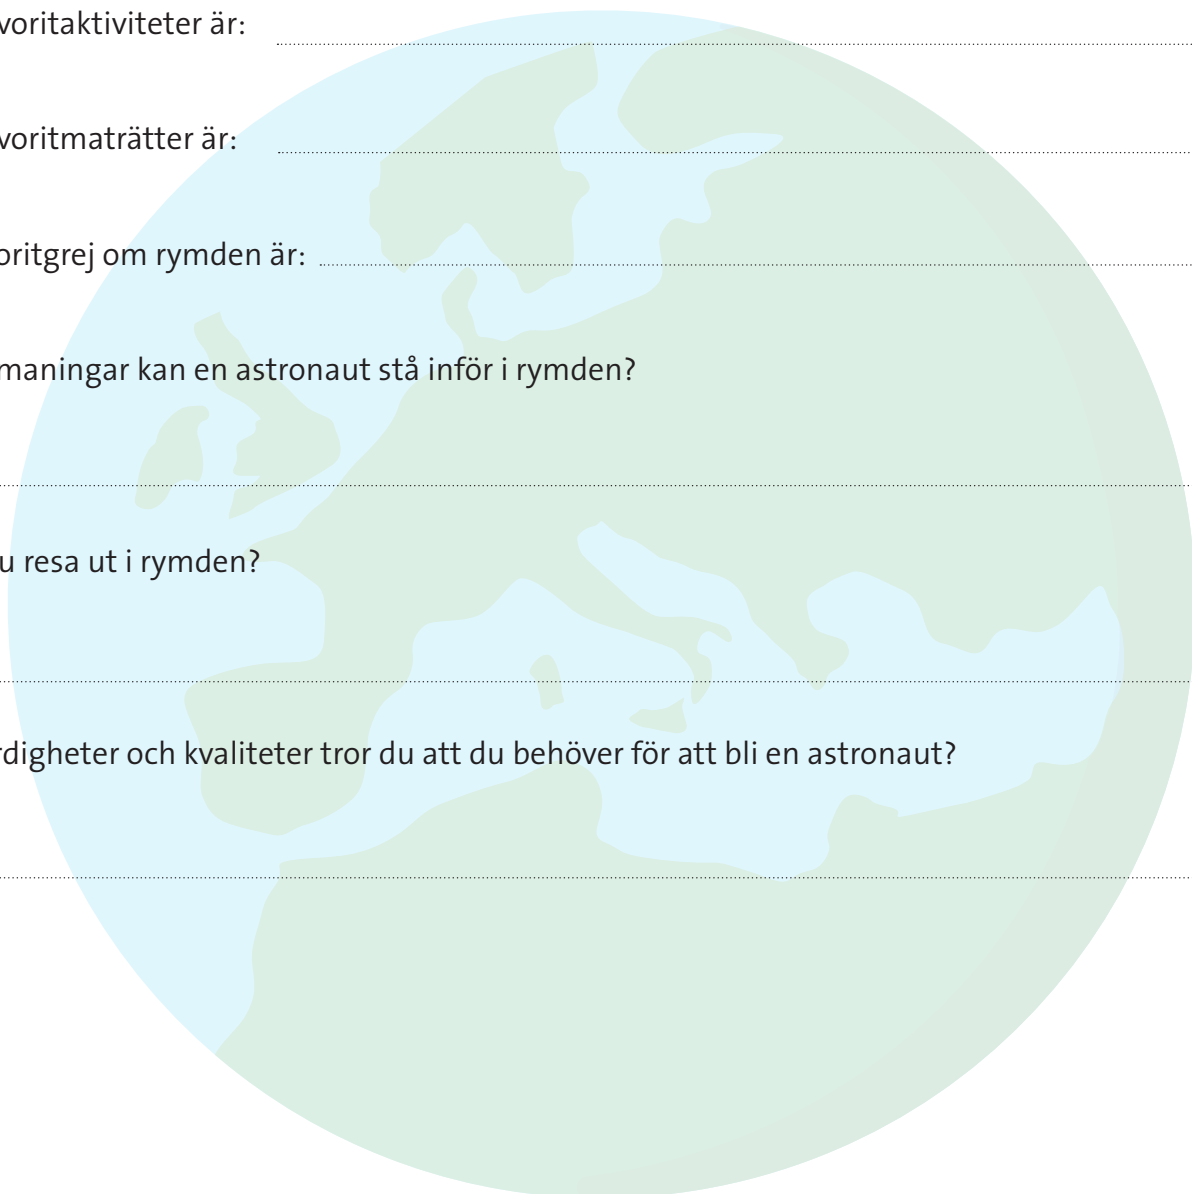 voritaktiviteter är:
voritmaträtter är:
oritgrej om rymden är:
maningar kan en astronaut stå inför i rymden?
u resa ut i rymden?
rdigheter och kvaliteter tror du att du behöver för att bli en astronaut?